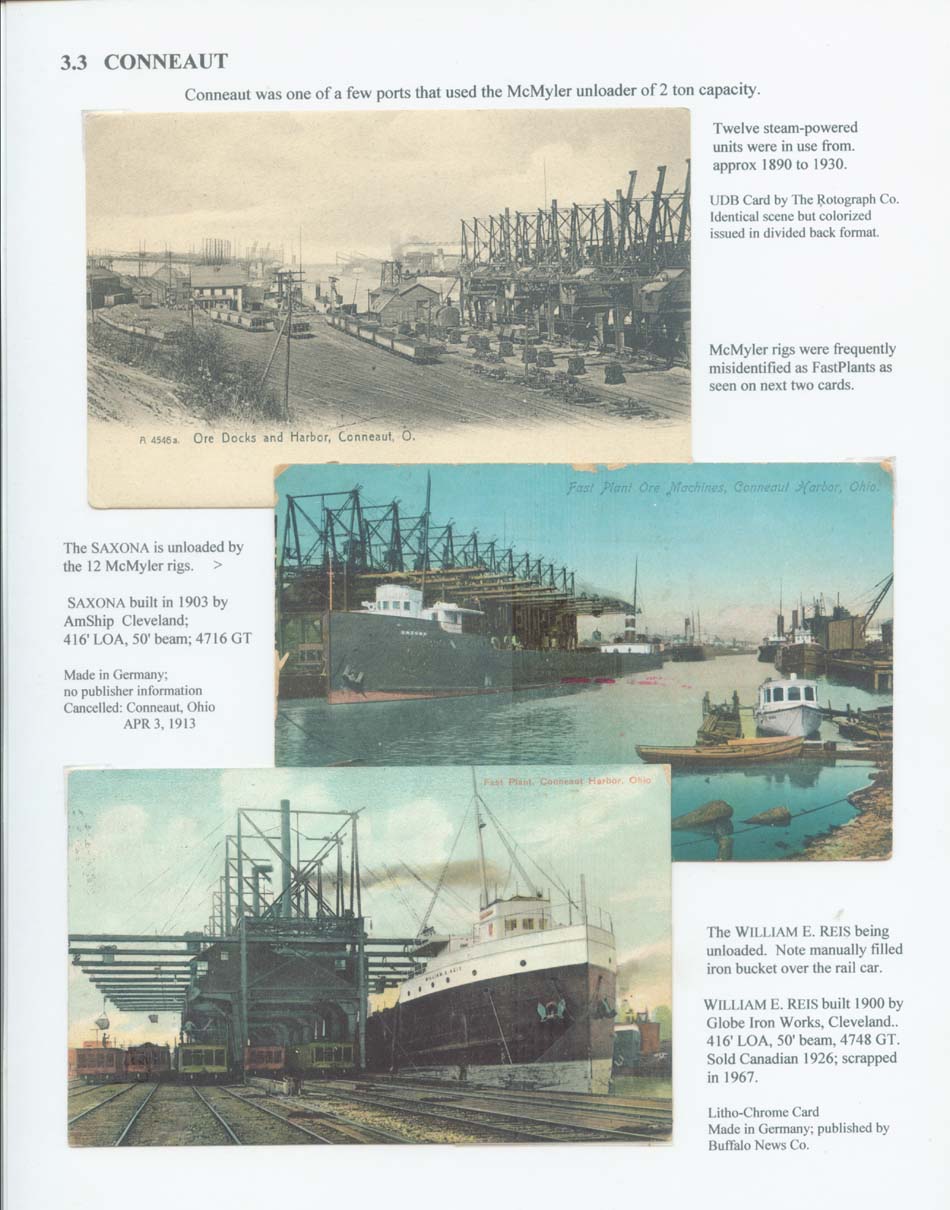 3.3 CONNEAUT
Conneaut was one of a few ports that used the McMyler unloader of 2 ton capacity.
Twelve steam-powered
units were in use from.
approx 1890 to 1930.
UDB Card by The Rotograph Co.
Identical scene but colorized
issued in divided back format.
McMyler rigs were frequently
misidentified as FastPlants as
seen on next two cards.
A 4546a. Ore Docks and Harbor, Conneaut, O.
Fast Plant Ore Machines, Conneaut Harbor, Ohio.
The SAXONA is unloaded by
the 12 McMyler rigs. >
SAXONA built in 1903 by
AmShip Cleveland;
416' LOA, 50' beam; 4716 GT
Made in Germany;
no publisher information
Cancelled: Conneaut, Ohio
APR 3, 1913
SAXONA
Fast Plant, Conneaut Harbor, Ohio
WILLIAM E. REIS
The WILLIAM E. REIS being
unloaded. Note manually filled
iron bucket over the rail car.
WILLIAM E. REIS built 1900 by
Globe Iron Works, Cleveland..
416' LOA, 50' beam, 4748 GT.
Sold Canadian 1926; scrapped
in 1967.
Litho-Chrome Card
Made in Germany; published by
Buffalo News Co.